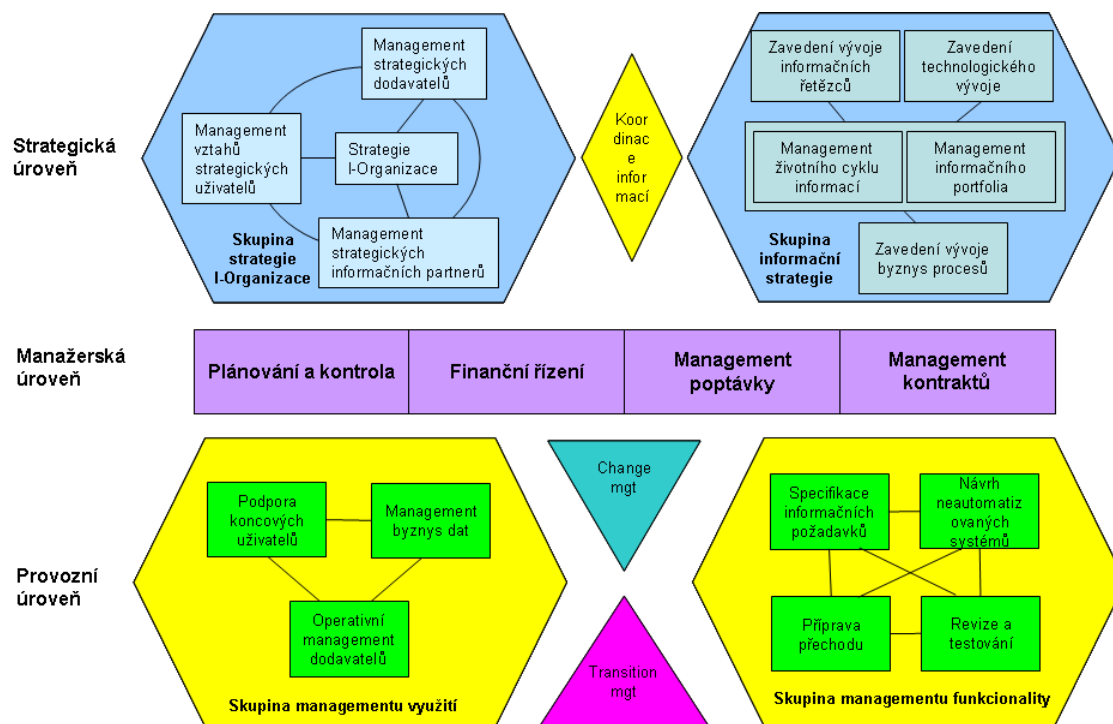 Strategická
úroveň
Management
strategických
dodavatelů
Management
vztahů
strategických
uživatelů
Strategie
I-Organizace
Management
strategických
informačních partnerů
Skupina
strategie
I-Organizace
Koor
dinac
e
infor
mací
Zavedení vývoje
informačních
řetězců
Zavedení
technologického
vývoje
Management
životního cyklu
informací
Management
informačního
portfolia
Skupina
informační
strategie
Zavedení vývoje
byznys procesů
Manažerská
úroveň
Plánování a kontrola
Finanční řízení
Management
poptávky
Management
kontraktů
Provozní
úroveň
Podpora
koncových
uživatelů
Management
byznys dat
Operativní
management
dodavatelů
Skupina managementu využití
Change
mgt
Transition
mgt
Specifikace
informačních
požadavků
Návrh
neautomatiz
ovaných
systémů
Příprava
přechodu
Revize a
testování
Skupina managementu funkcionality